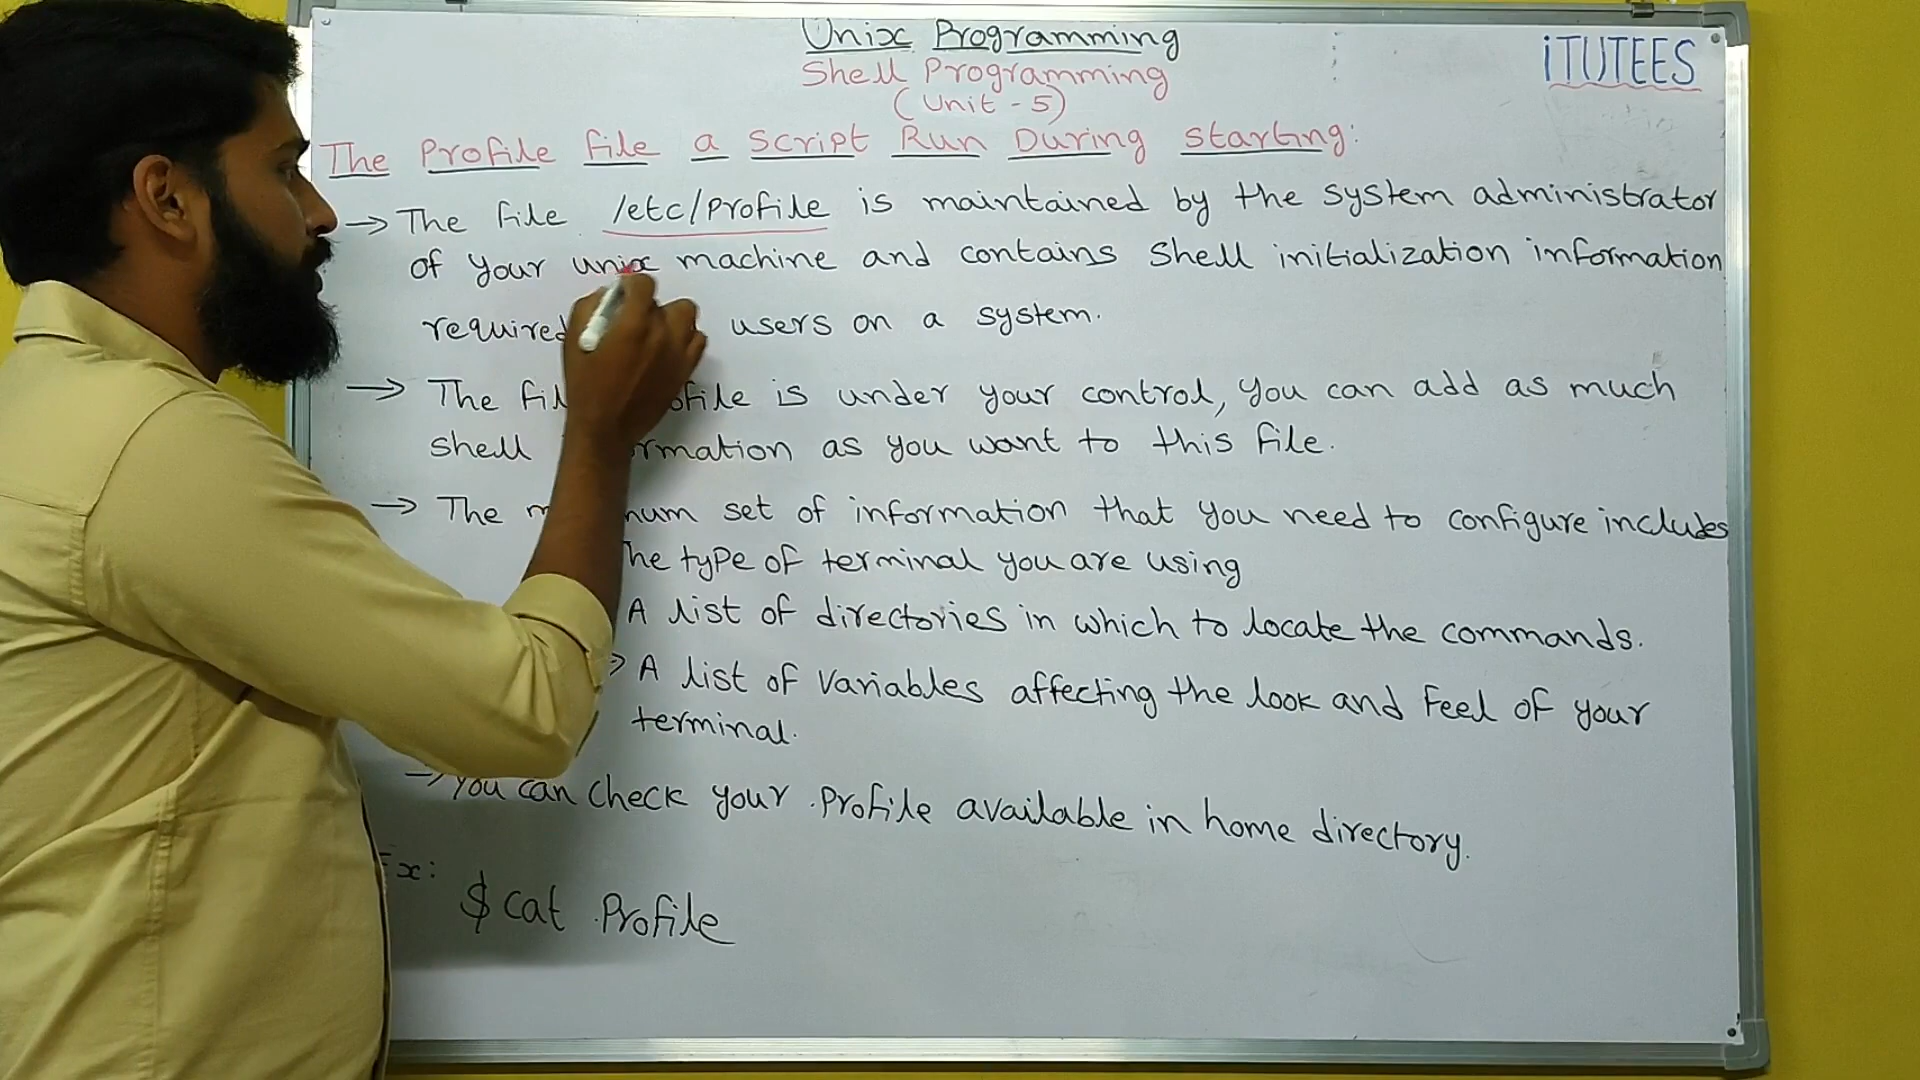 Unix Programming
iTUTEES
Shell Programming
(Unit - 5)
The Profile File a Script Run During Starting:
→ The File /etc/Profile is maintained by the system administrator
of your unix machine and contains Shell initialization information
required users on a system.
→ The ofile is under your control, you can add as much
Shell rmation as you want to this File.
→ The num set of information that you need to configure includes
he type of terminal you are using
A list of directories in which to locate the commands.
→ A list of variables affecting the look and Feel of your
terminal.
→ You can check your .Profile available in home directory.
Ex:
$ cat .Profile